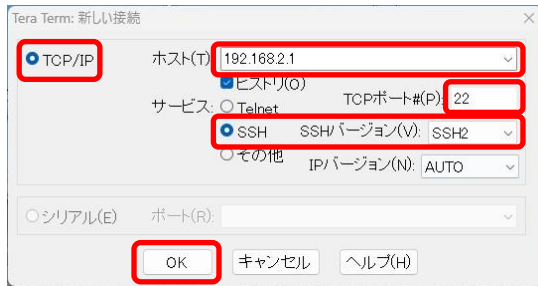 Tera Term: 新しい接続
TCP/IP ホスト(T): 192.168.2.1
ヒストリ(O)
サービス: Telnet TCPポート#(P): 22
SSH SSHバージョン(V): SSH2
その他 IPバージョン(N): AUTO
シリアル(E) ポート(R):
OK キャンセル ヘルプ(H)